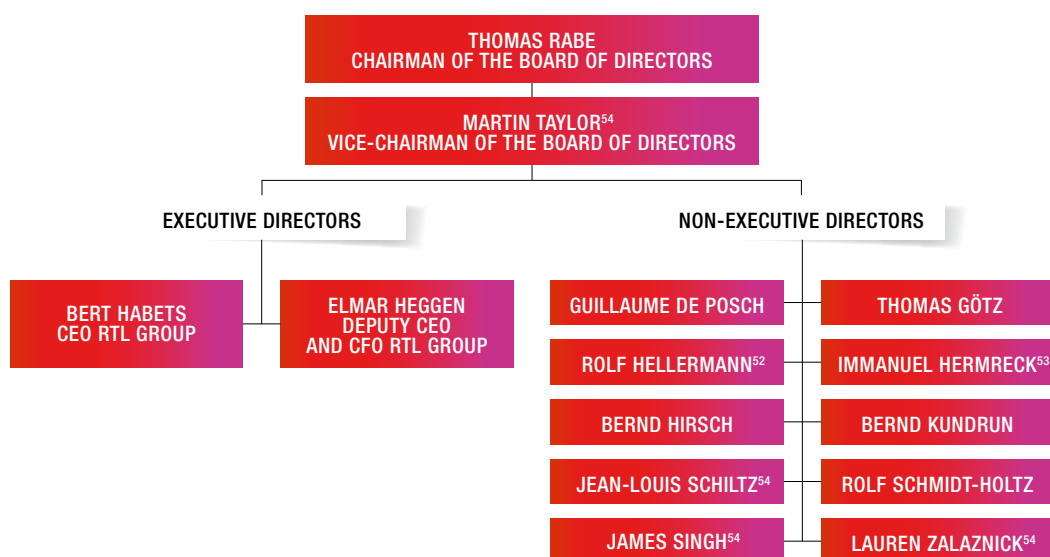 THOMAS RABE
CHAIRMAN OF THE BOARD OF DIRECTORS
MARTIN TAYLOR⁵⁴
VICE-CHAIRMAN OF THE BOARD OF DIRECTORS
EXECUTIVE DIRECTORS
NON-EXECUTIVE DIRECTORS
BERT HABETS
CEO RTL GROUP
ELMAR HEGGEN
DEPUTY CEO
AND CFO RTL GROUP
GUILLAUME DE POSCH
THOMAS GÖTZ
ROLF HELLERMANN⁵²
IMMANUEL HERMRECK⁵³
BERND HIRSCH
BERND KUNDRUN
JEAN-LOUIS SCHILTZ⁵⁴
ROLF SCHMIDT-HOLTZ
JAMES SINGH⁵⁴
LAUREN ZALAZNICK⁵⁴